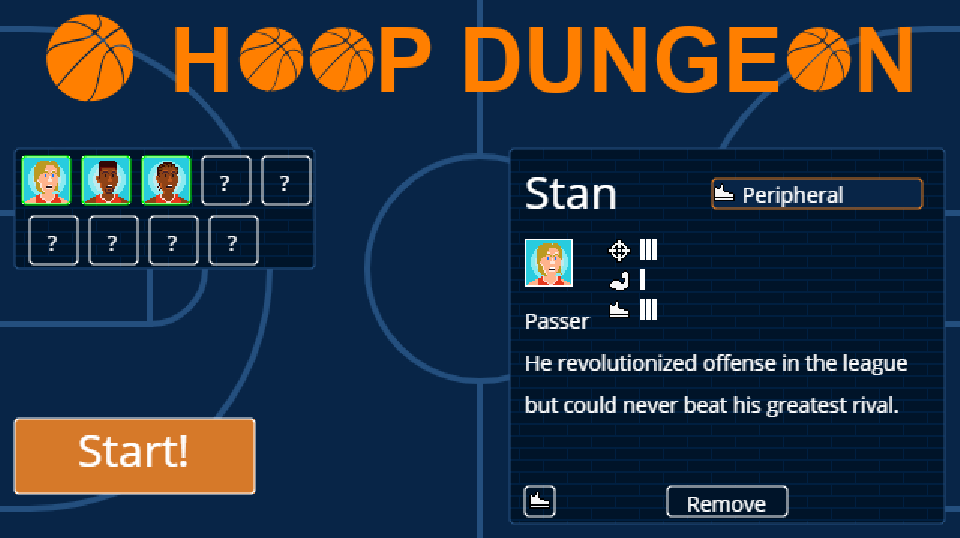 HOOP DUNGEON
? ?
? ? ? ?
Stan
Peripheral
Passer
He revolutionized offense in the league
but could never beat his greatest rival.
Start!
Remove